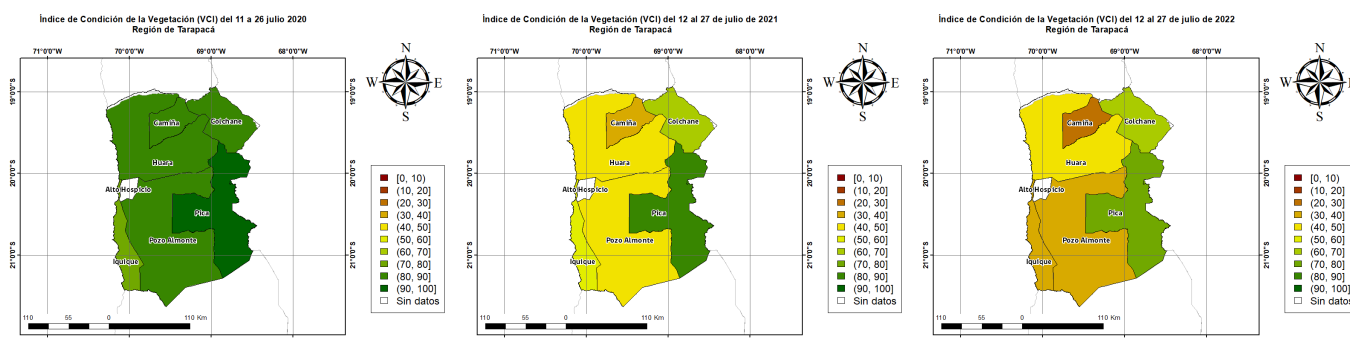 Índice de Condición de la Vegetación (VCI) del 11 a 26 julio 2020
Región de Tarapacá
71°0'0"W 70°0'0"W 69°0'0"W 68°0'0"W
19°0'0"S
20°0'0"S
21°0'0"S
N
W E
S
Camiña
Colchane
Huara
Alto Hospicio
Pica
Pozo Almonte
Iquique
[0, 10)
(10, 20]
(20, 30]
(30, 40]
(40, 50]
(50, 60]
(60, 70]
(70, 80]
(80, 90]
(90, 100]
Sin datos
110 55 0 110 Km
Índice de Condición de la Vegetación (VCI) del 12 al 27 de julio de 2021
Región de Tarapacá
71°0'0"W 70°0'0"W 69°0'0"W 68°0'0"W
19°0'0"S
20°0'0"S
21°0'0"S
N
W E
S
Camiña
Colchane
Huara
Alto Hospicio
Pica
Pozo Almonte
Iquique
[0, 10)
(10, 20]
(20, 30]
(30, 40]
(40, 50]
(50, 60]
(60, 70]
(70, 80]
(80, 90]
(90, 100]
Sin datos
110 55 0 110 Km
Índice de Condición de la Vegetación (VCI) del 12 al 27 de julio de 2022
Región de Tarapacá
71°0'0"W 70°0'0"W 69°0'0"W 68°0'0"W
19°0'0"S
20°0'0"S
21°0'0"S
N
W E
S
Camiña
Colchane
Huara
Alto Hospicio
Pica
Pozo Almonte
Iquique
[0, 10)
(10, 20]
(20, 30]
(30, 40]
(40, 50]
(50, 60]
(60, 70]
(70, 80]
(80, 90]
(90, 100]
Sin datos
110 55 0 110 Km